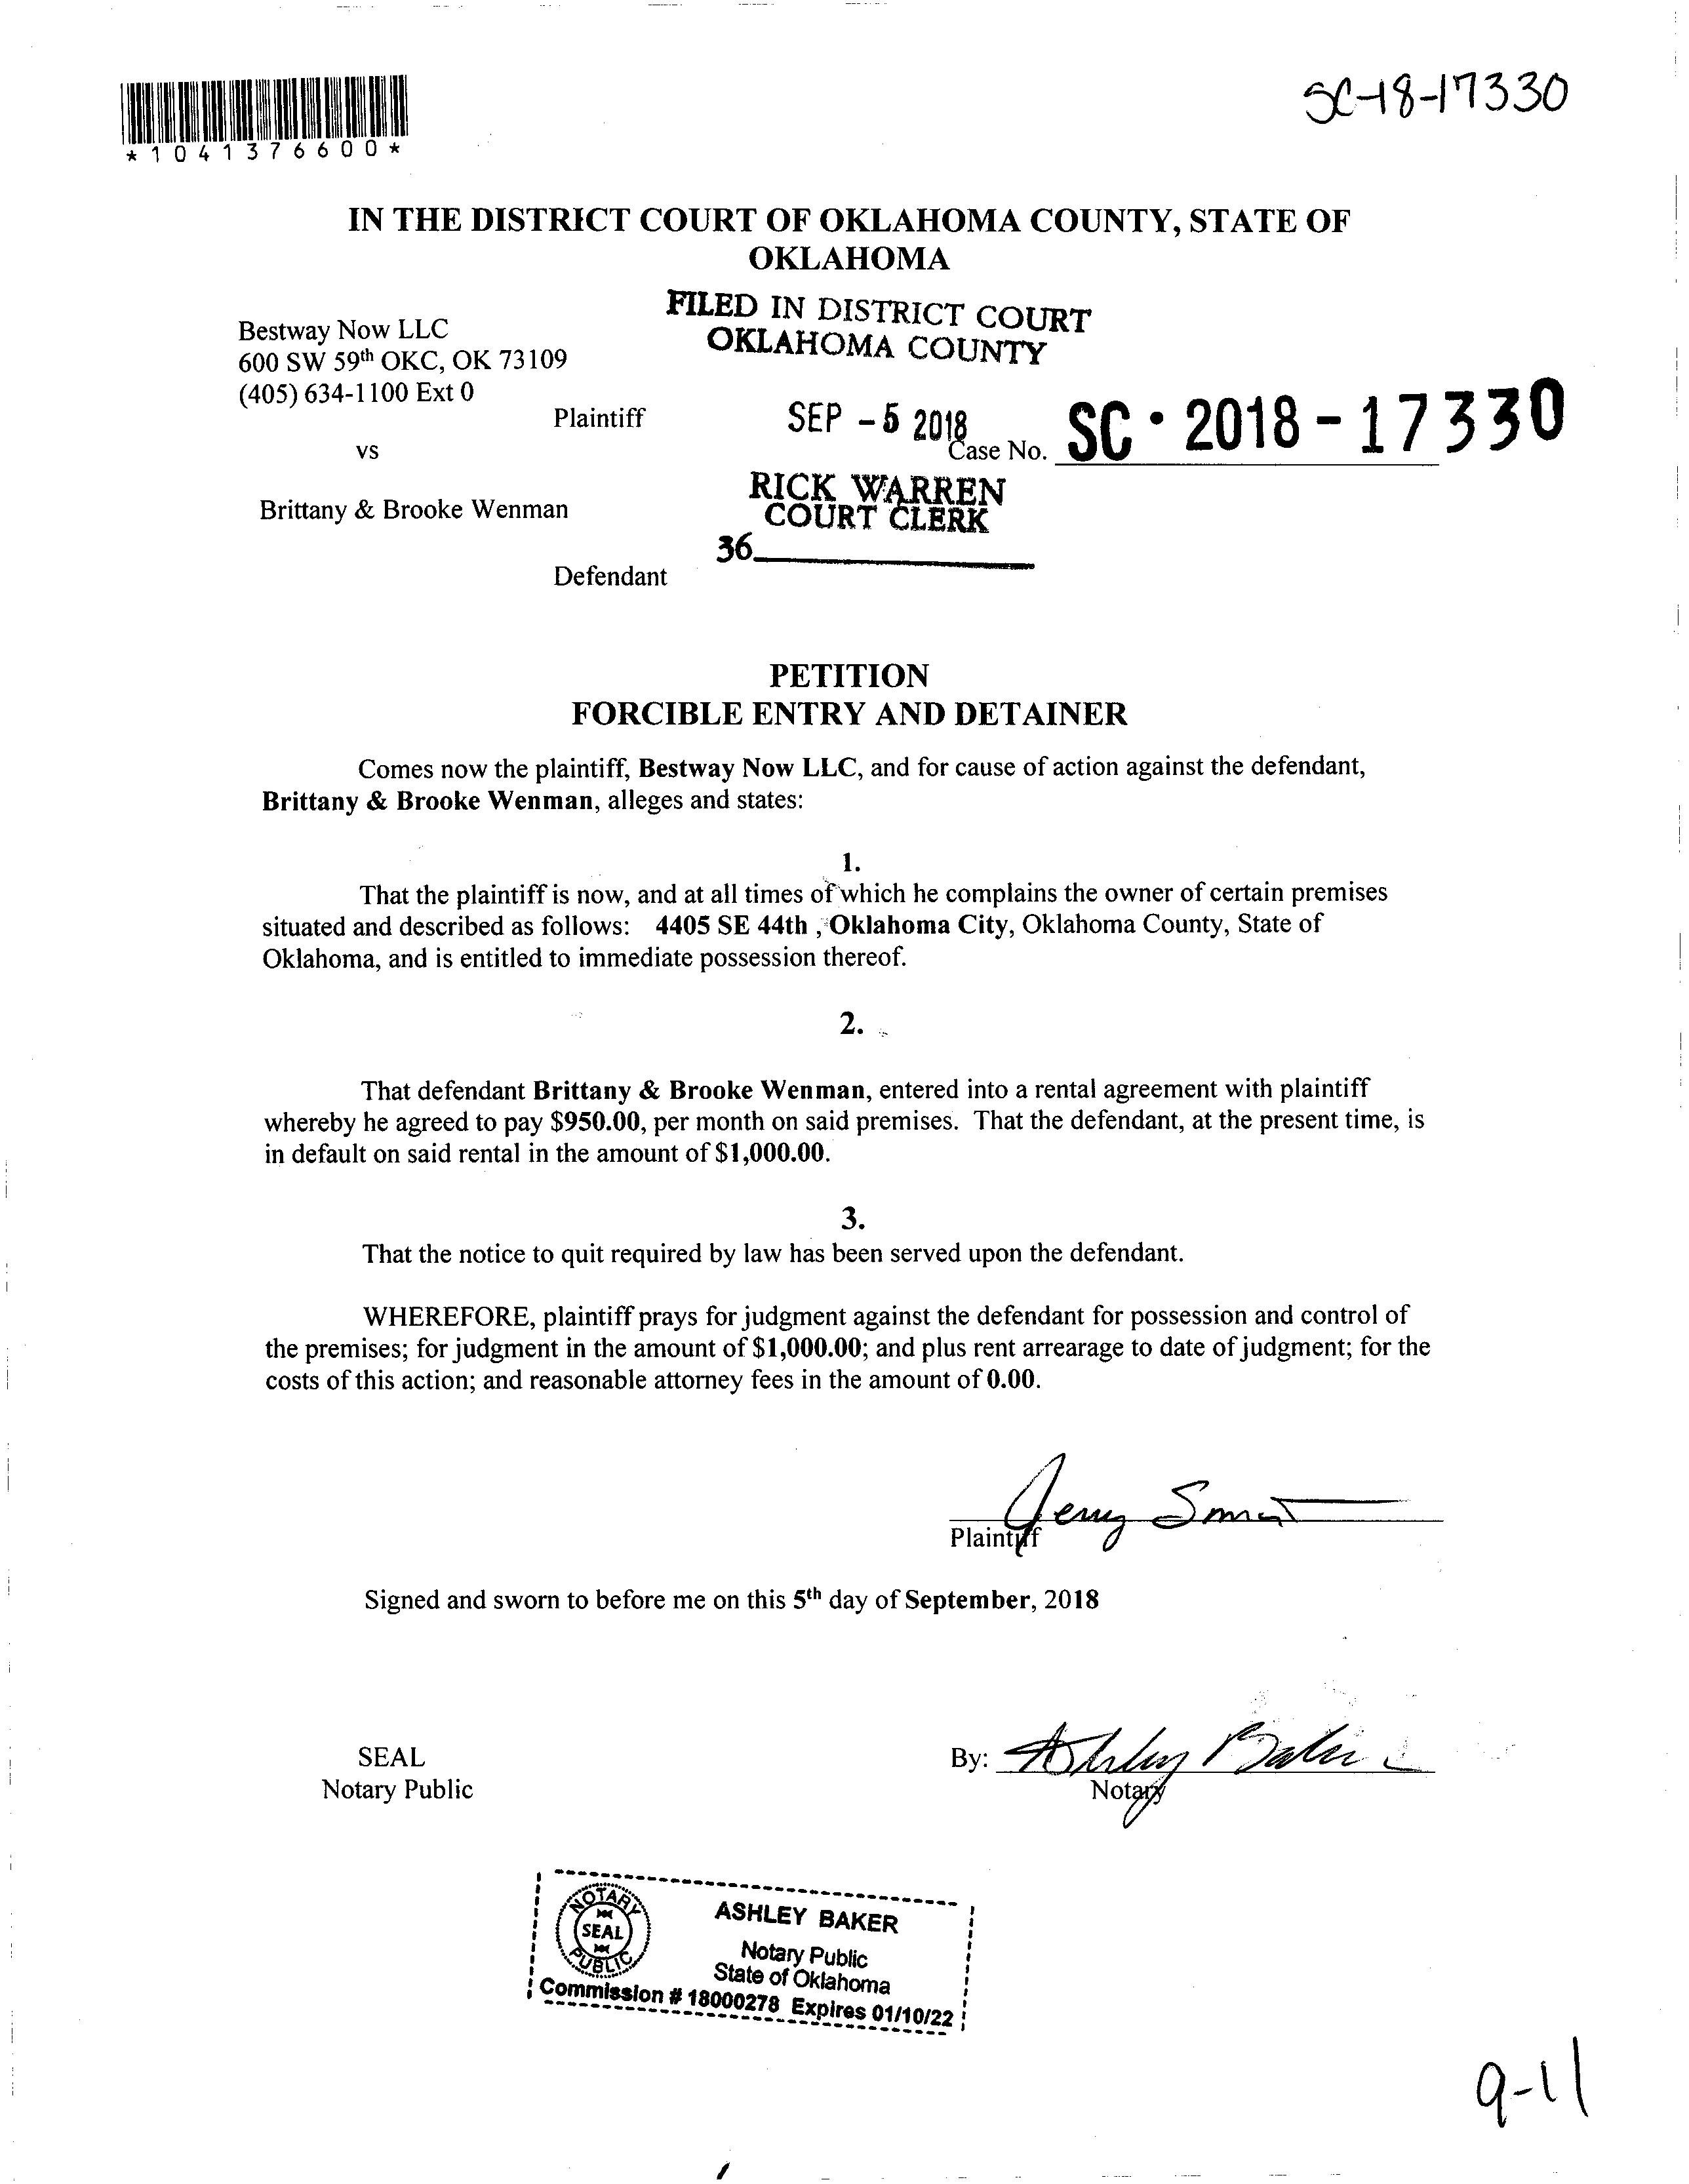 SC-18-17330
*1041376600*
IN THE DISTRICT COURT OF OKLAHOMA COUNTY, STATE OF
OKLAHOMA
FILED IN DISTRICT COURT
OKLAHOMA COUNTY
Bestway Now LLC
600 SW 59th OKC, OK 73109
(405) 634-1100 Ext 0
Plaintiff
SEP - 5 2018
Case No. SC · 2018 - 17330
vs
RICK WARREN
COURT CLERK
Brittany & Brooke Wenman
36
Defendant
PETITION
FORCIBLE ENTRY AND DETAINER
Comes now the plaintiff, Bestway Now LLC, and for cause of action against the defendant,
Brittany & Brooke Wenman, alleges and states:
1.
That the plaintiff is now, and at all times of which he complains the owner of certain premises
situated and described as follows: 4405 SE 44th , Oklahoma City, Oklahoma County, State of
Oklahoma, and is entitled to immediate possession thereof.
2.
That defendant Brittany & Brooke Wenman, entered into a rental agreement with plaintiff
whereby he agreed to pay $950.00, per month on said premises. That the defendant, at the present time, is
in default on said rental in the amount of $1,000.00.
3.
That the notice to quit required by law has been served upon the defendant.
WHEREFORE, plaintiff prays for judgment against the defendant for possession and control of
the premises; for judgment in the amount of $1,000.00; and plus rent arrearage to date of judgment; for the
costs of this action; and reasonable attorney fees in the amount of 0.00.
Jerry
Plaintiff
Signed and sworn to before me on this 5th day of September, 2018
SEAL
By: Ashley Baker
Notary Public
Notary
NOTARY
SEAL
PUBLIC
ASHLEY BAKER
Notary Public
State of Oklahoma
Commission # 18000278 Expires 01/10/22
9-11